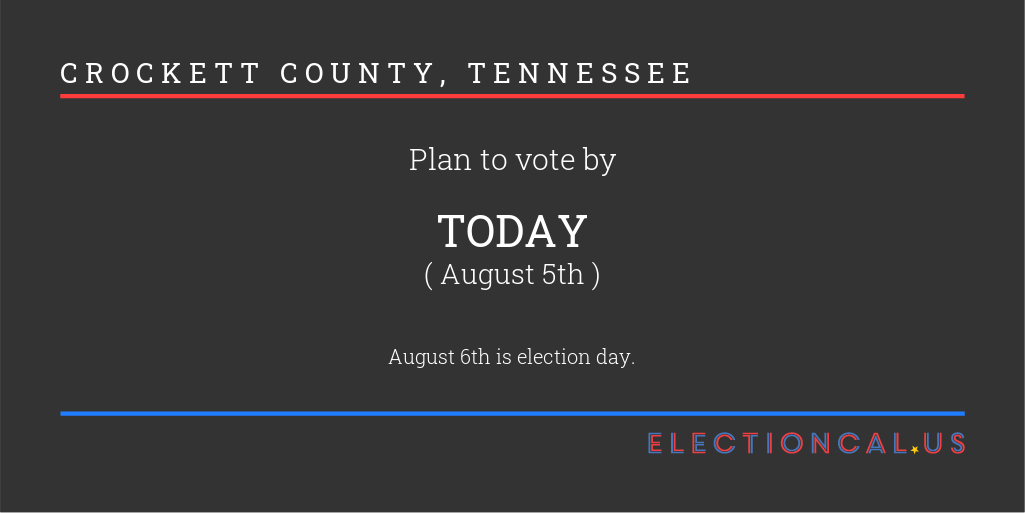 CROCKETT COUNTY, TENNESSEE
Plan to vote by
TODAY
( August 5th )
August 6th is election day.
ELECTIONCAL.US